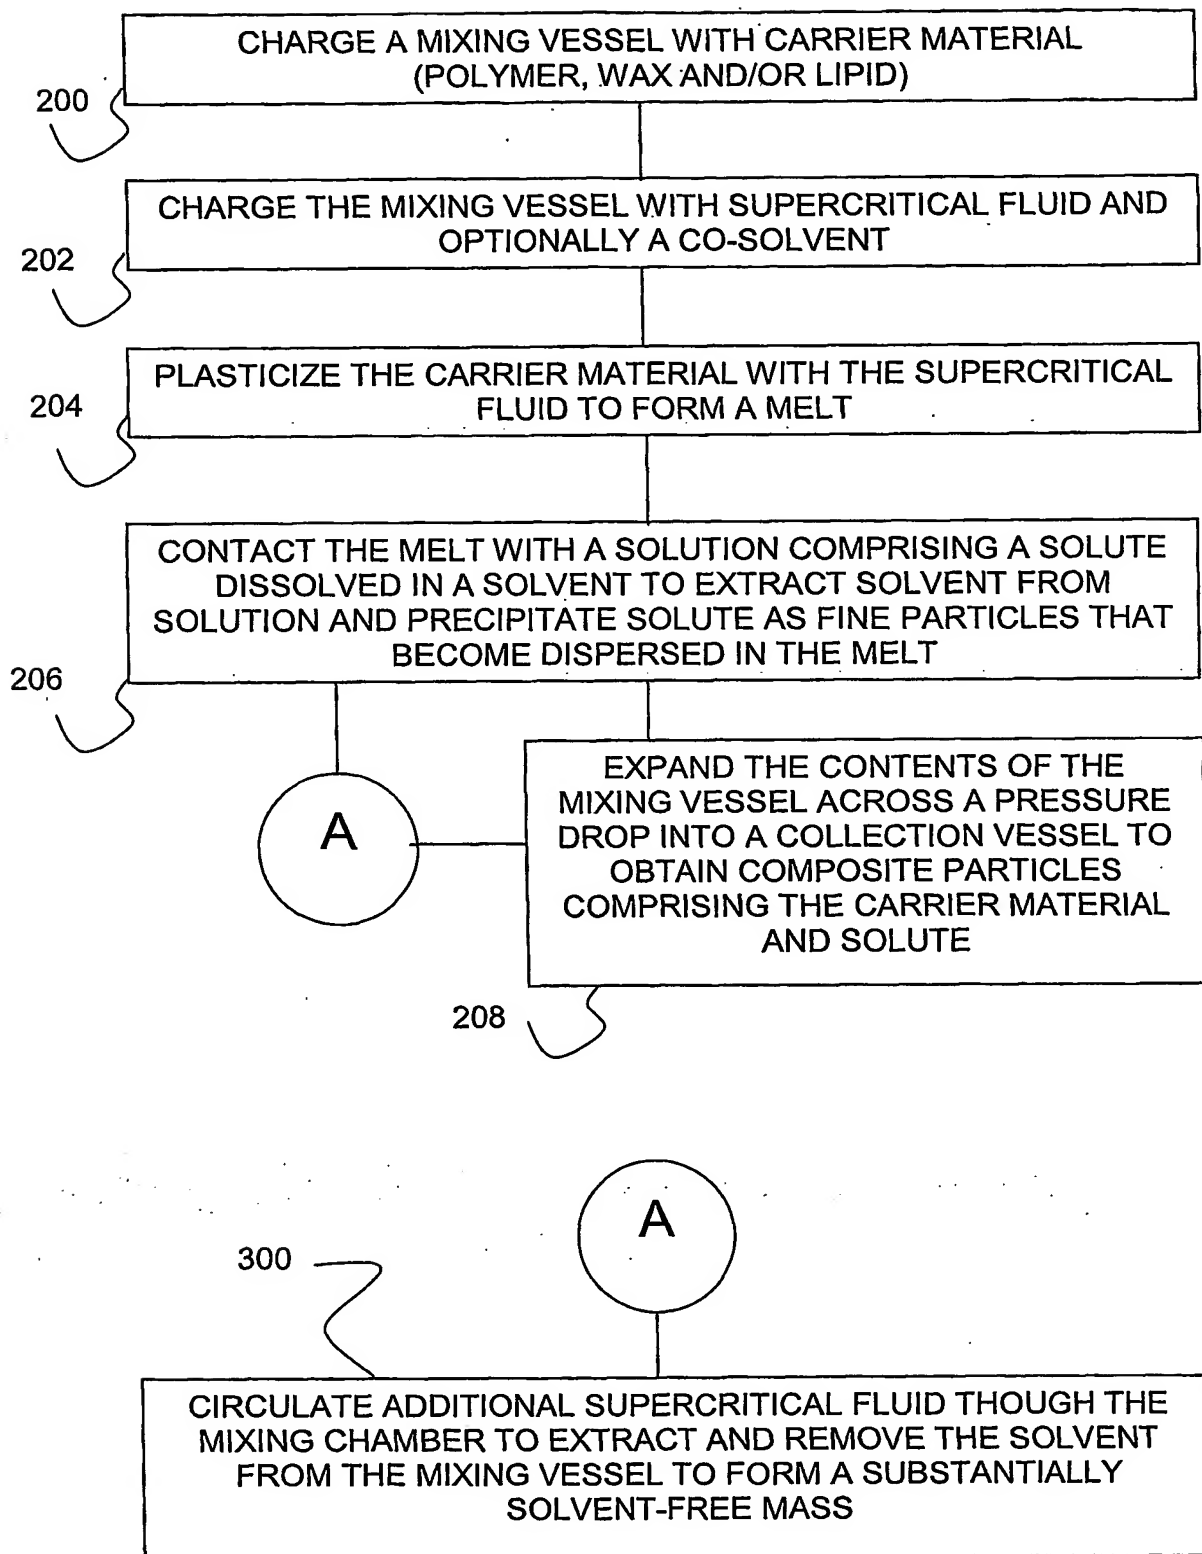 CHARGE A MIXING VESSEL WITH CARRIER MATERIAL
(POLYMER, WAX AND/OR LIPID)
200
CHARGE THE MIXING VESSEL WITH SUPERCRITICAL FLUID AND
OPTIONALLY A CO-SOLVENT
202
PLASTICIZE THE CARRIER MATERIAL WITH THE SUPERCRITICAL
FLUID TO FORM A MELT
204
CONTACT THE MELT WITH A SOLUTION COMPRISING A SOLUTE
DISSOLVED IN A SOLVENT TO EXTRACT SOLVENT FROM
SOLUTION AND PRECIPITATE SOLUTE AS FINE PARTICLES THAT
BECOME DISPERSED IN THE MELT
206
A
EXPAND THE CONTENTS OF THE
MIXING VESSEL ACROSS A PRESSURE
DROP INTO A COLLECTION VESSEL TO
OBTAIN COMPOSITE PARTICLES
COMPRISING THE CARRIER MATERIAL
AND SOLUTE
208
A
300
CIRCULATE ADDITIONAL SUPERCRITICAL FLUID THOUGH THE
MIXING CHAMBER TO EXTRACT AND REMOVE THE SOLVENT
FROM THE MIXING VESSEL TO FORM A SUBSTANTIALLY
SOLVENT-FREE MASS